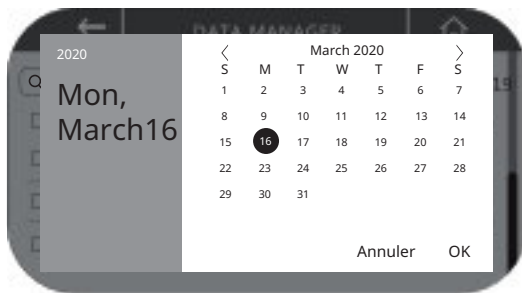 DATA MANAGER
2020
Mon,
March16
March 2020
S M T W T F S
1 2 3 4 5 6 7
8 9 10 11 12 13 14
15 16 17 18 19 20 21
22 23 24 25 26 27 28
29 30 31
Annuler OK